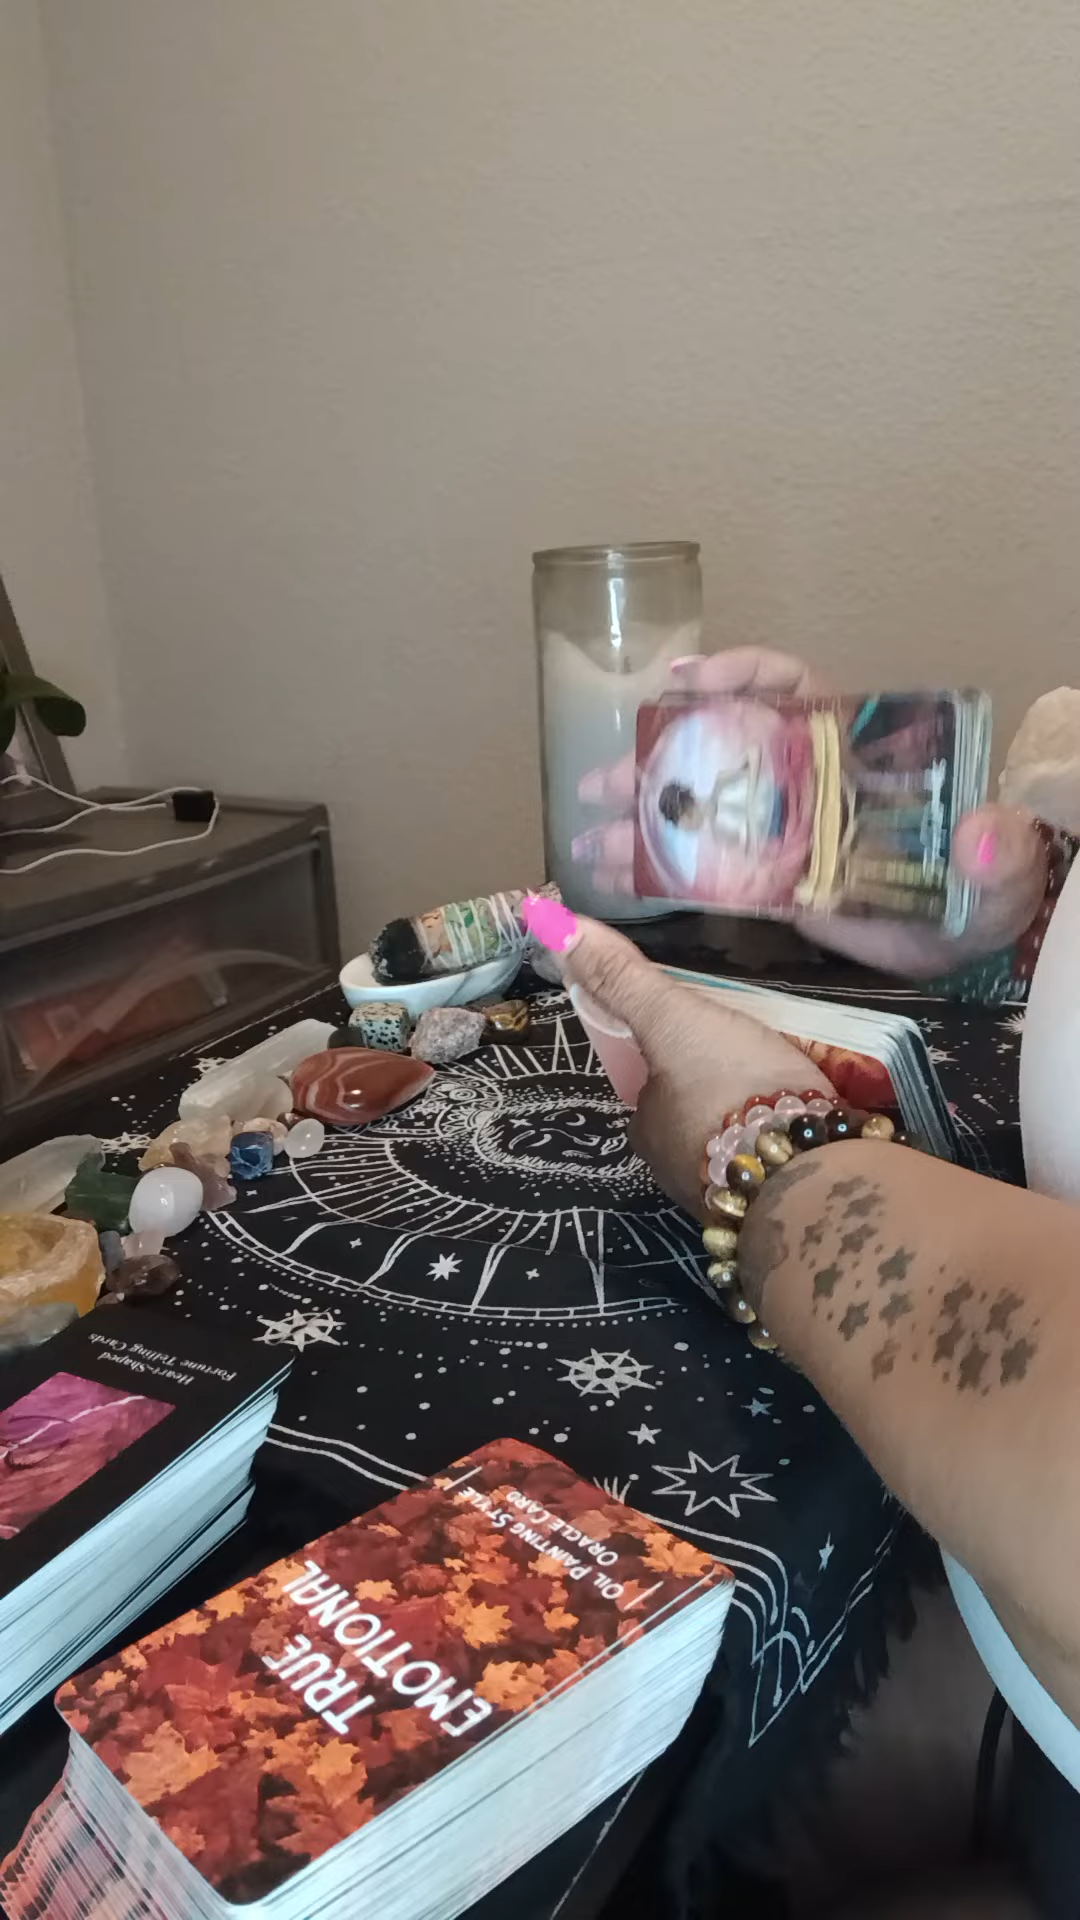 Heart-Shaped
Fortune Telling Cards
TRUE
EMOTIONAL
OIL PAINTING STYLE
ORACLE CARD